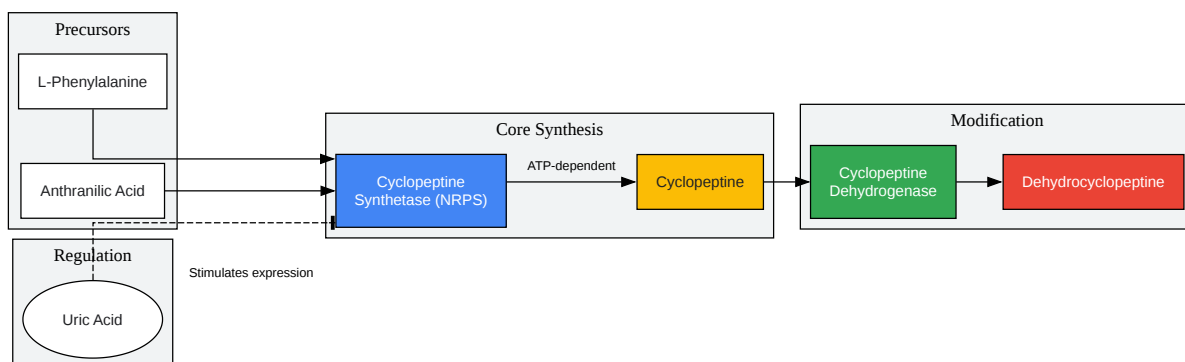 Precursors
L-Phenylalanine
Anthranilic Acid
Regulation
Uric Acid
Stimulates expression
Core Synthesis
Cyclopeptine
Synthetase (NRPS)
ATP-dependent
Cyclopeptine
Modification
Cyclopeptine
Dehydrogenase
Dehydrocyclopeptine